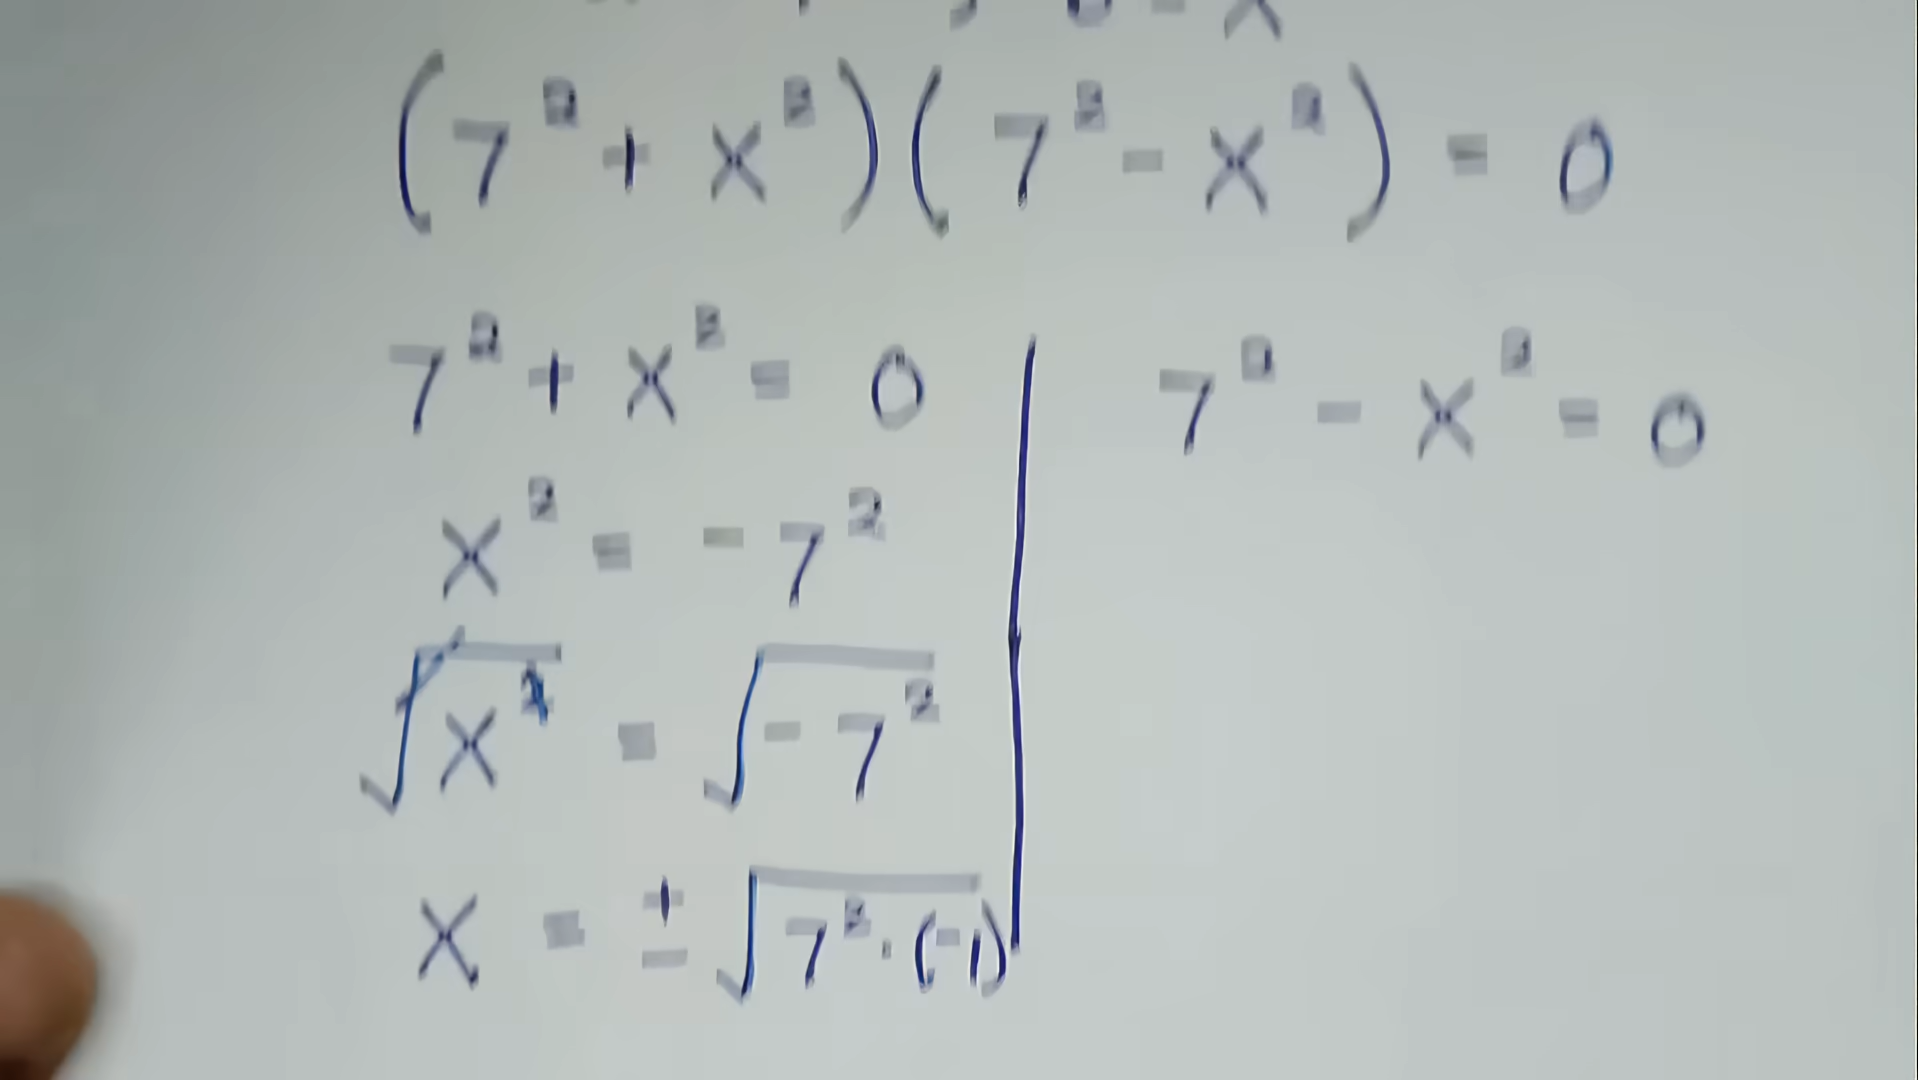 (7² + x²)(7² - x²) = 0
7² + x² = 0
x² = - 7²
√x² = √- 7²
x = ± √7² · (-1)
7² - x² = 0